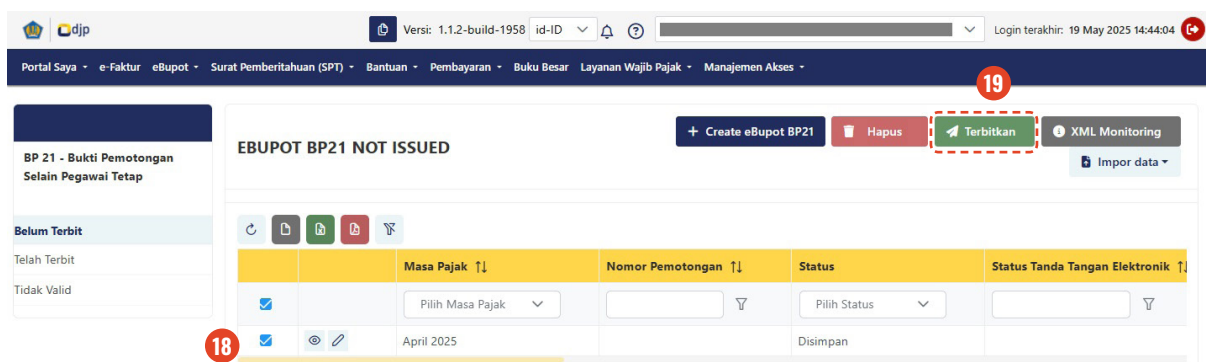 djp
Versi: 1.1.2-build-1958 id-ID
Login terakhir: 19 May 2025 14:44:04
Portal Saya e-Faktur eBupot Surat Pemberitahuan (SPT) Bantuan Pembayaran Buku Besar Layanan Wajib Pajak Manajemen Akses
19
+ Create eBupot BP21 Hapus Terbitkan XML Monitoring
EBUPOT BP21 NOT ISSUED
Impor data
BP 21 - Bukti Pemotongan
Selain Pegawai Tetap
Belum Terbit
Telah Terbit
Tidak Valid
Masa Pajak Nomor Pemotongan Status Status Tanda Tangan Elektronik
Pilih Masa Pajak Pilih Status
18
April 2025 Disimpan